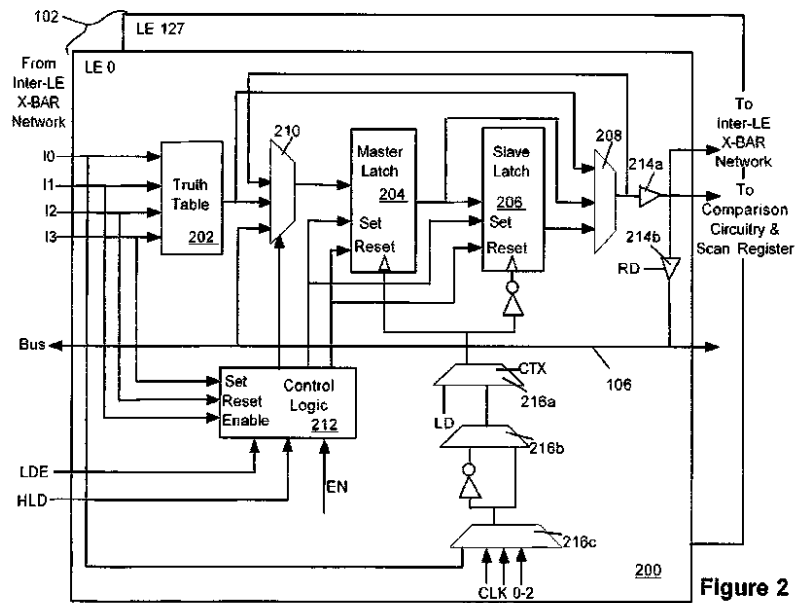 102
LE 127
LE 0
From
Inter-LE
X-BAR
Network
I0
I1
I2
I3
Truth
Table
202
210
Master
Latch
204
Set
Reset
Slave
Latch
206
Set
Reset
208
214a
To
Inter-LE
X-BAR
Network
To
Comparison
Circuitry &
Scan Register
214b
RD
Bus
106
Set
Reset
Enable
Control
Logic
212
CTX
216a
LD
216b
LDE
HLD
EN
216c
CLK 0-2
200
Figure 2